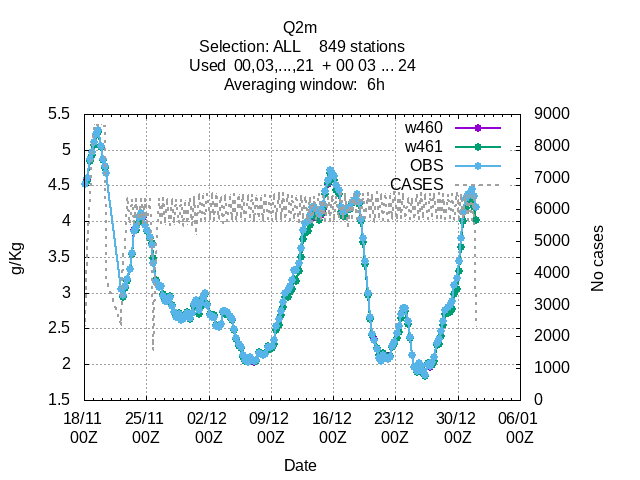 Q2m
Selection: ALL 849 stations
Used 00,03,...,21 + 00 03 ... 24
Averaging window: 6h
5.5
5
4.5
4
3.5
3
2.5
2
1.5
g/Kg
9000
8000
7000
6000
5000
4000
3000
2000
1000
0
No cases
w460
w461
OBS
CASES
18/11 25/11 02/12 09/12 16/12 23/12 30/12 06/01
00Z 00Z 00Z 00Z 00Z 00Z 00Z 00Z
Date